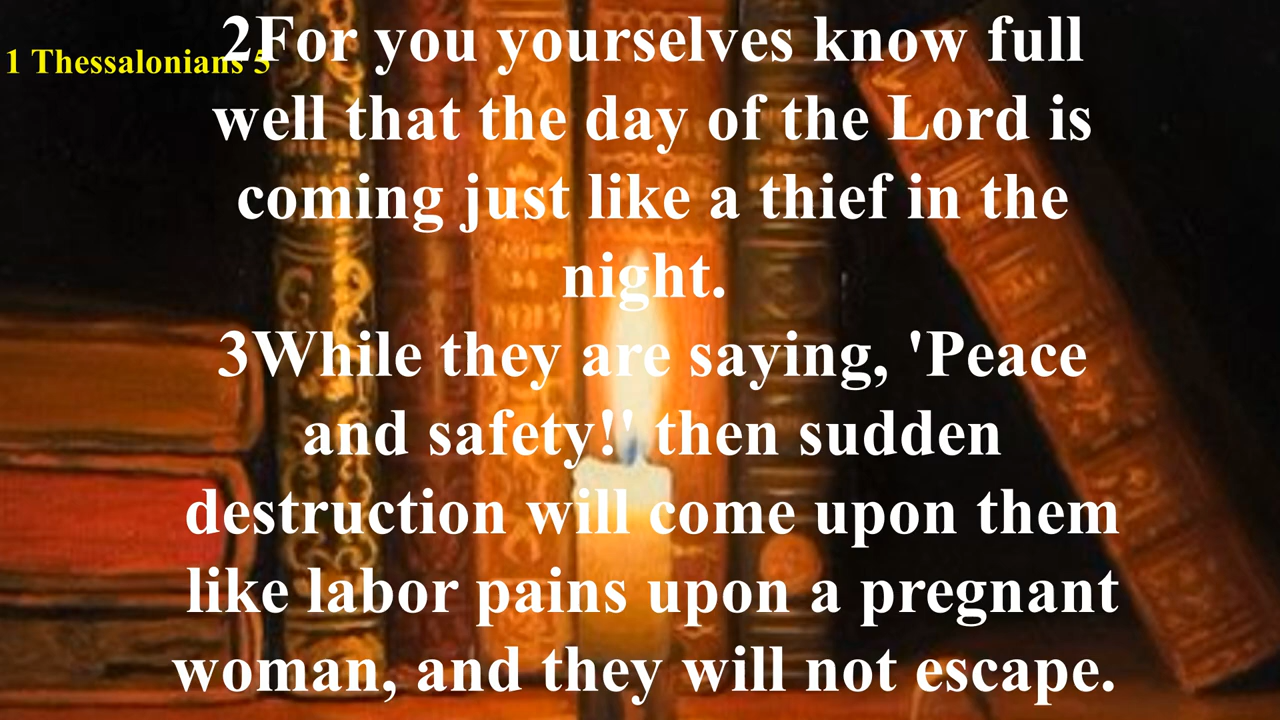 1 Thessalonians 5
2For you yourselves know full
well that the day of the Lord is
coming just like a thief in the
night.
3While they are saying, 'Peace
and safety!' then sudden
destruction will come upon them
like labor pains upon a pregnant
woman, and they will not escape.